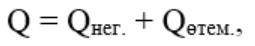 Q = Qнег. + Qөтем.,